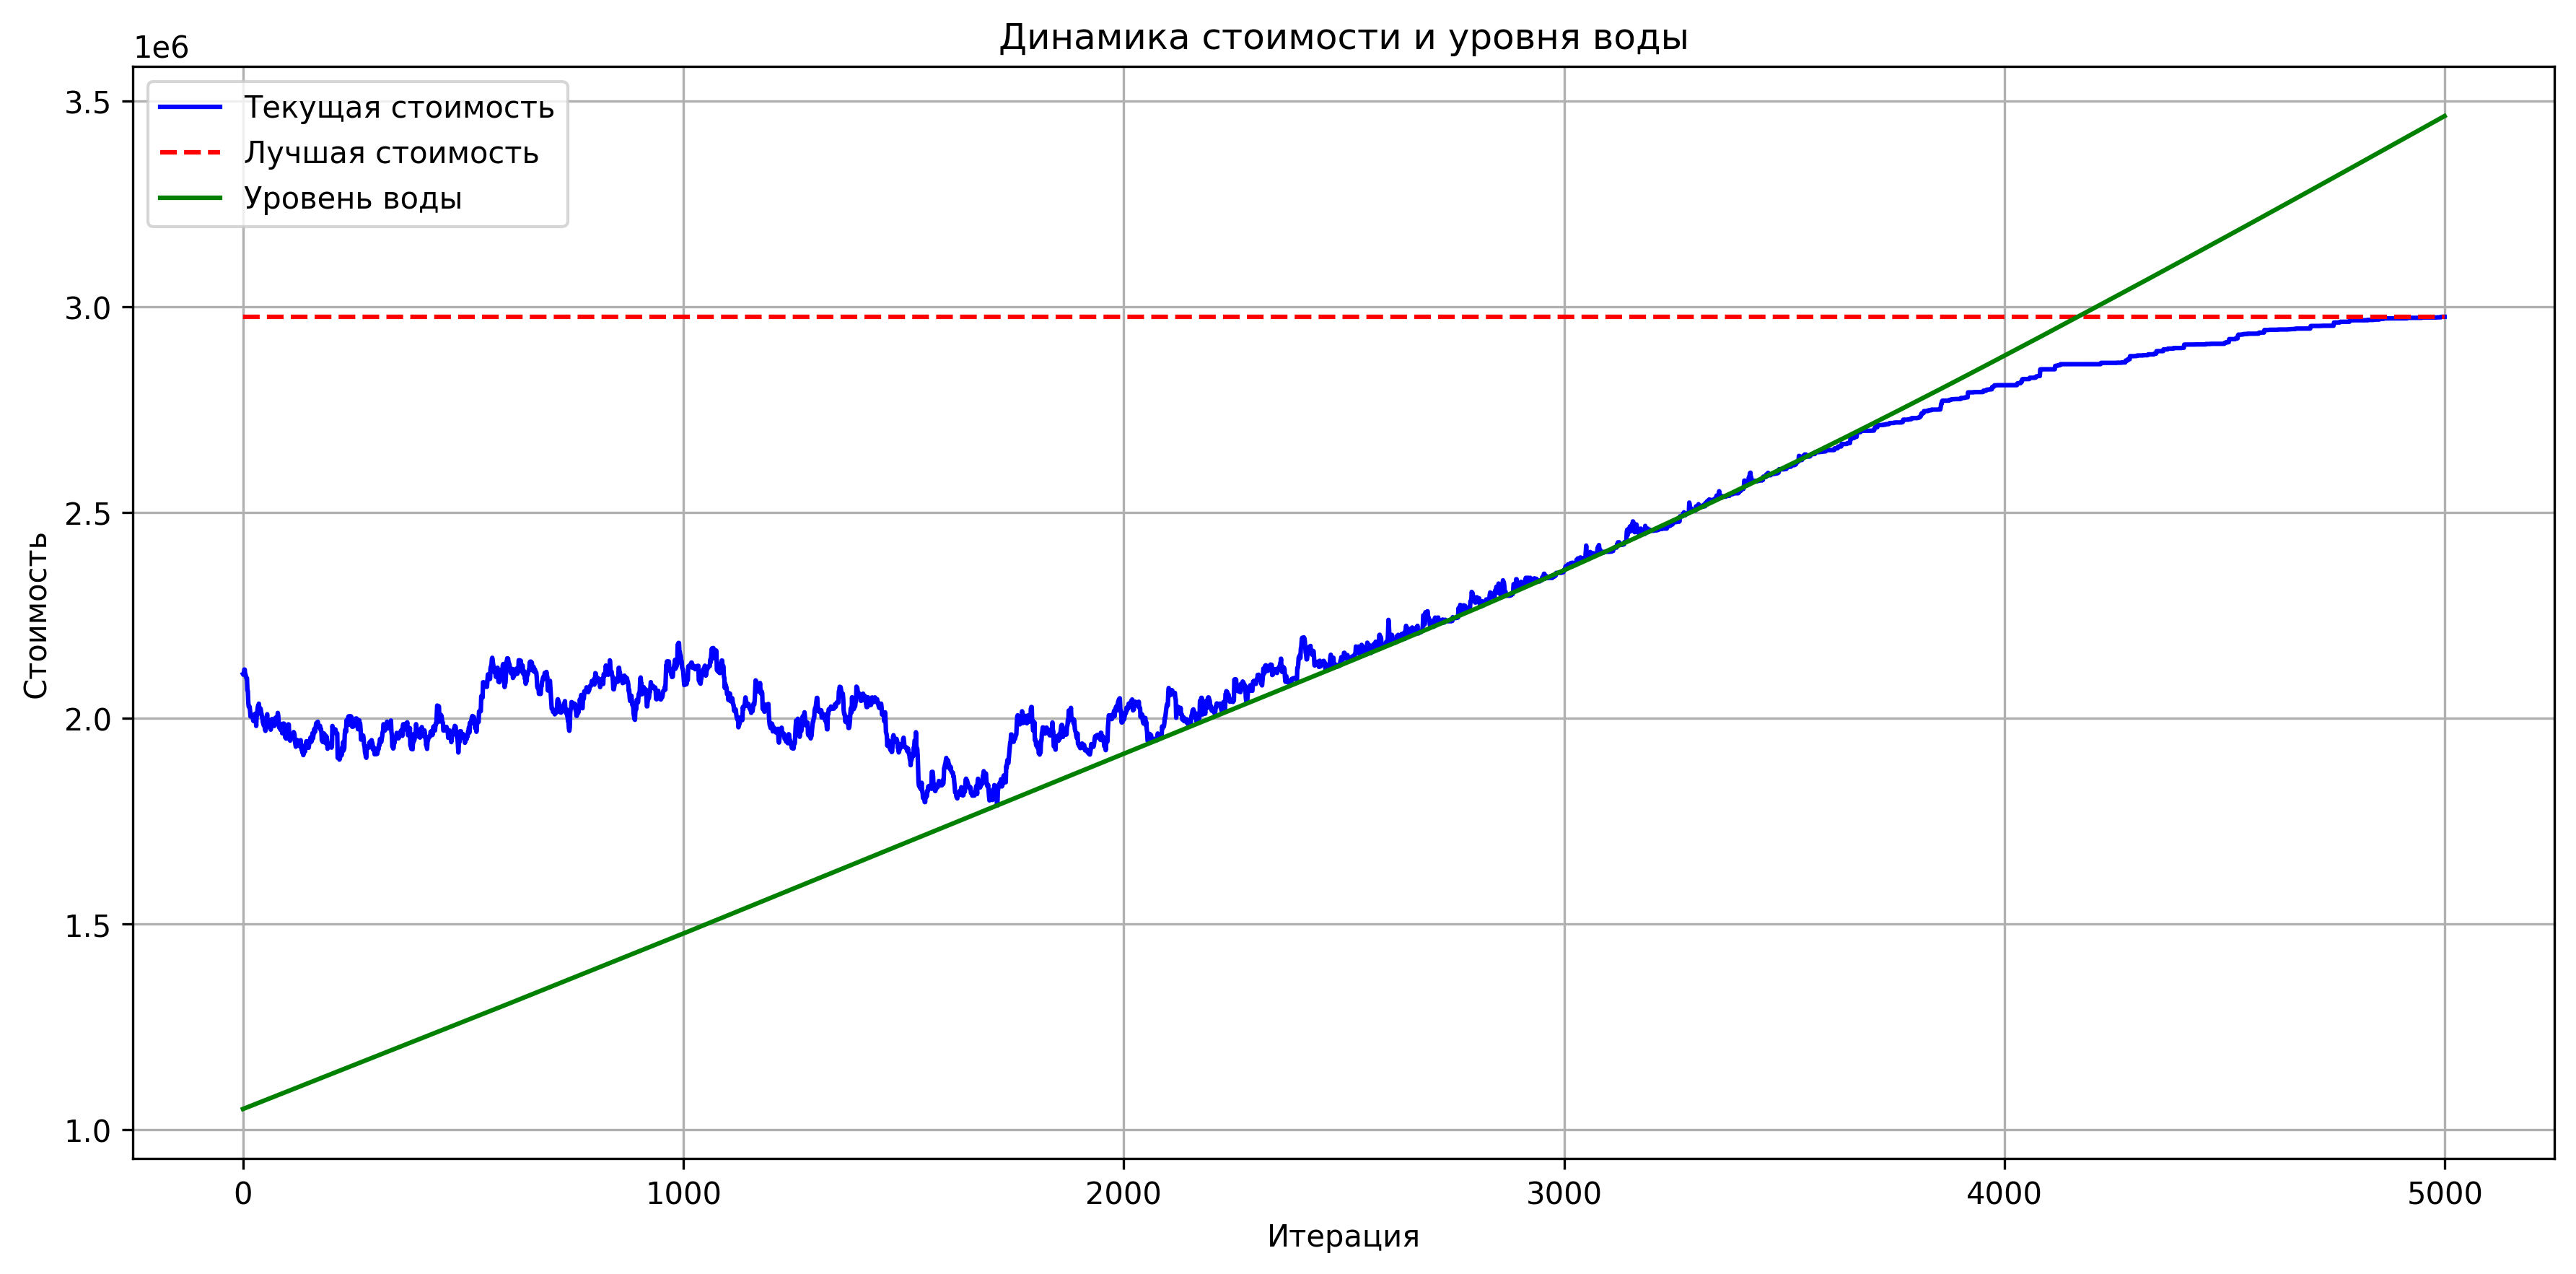 Динамика стоимости и уровня воды
1e6
Текущая стоимость
Лучшая стоимость
Уровень воды
3.5
3.0
2.5
2.0
1.5
1.0
Стоимость
0 1000 2000 3000 4000 5000
Итерация